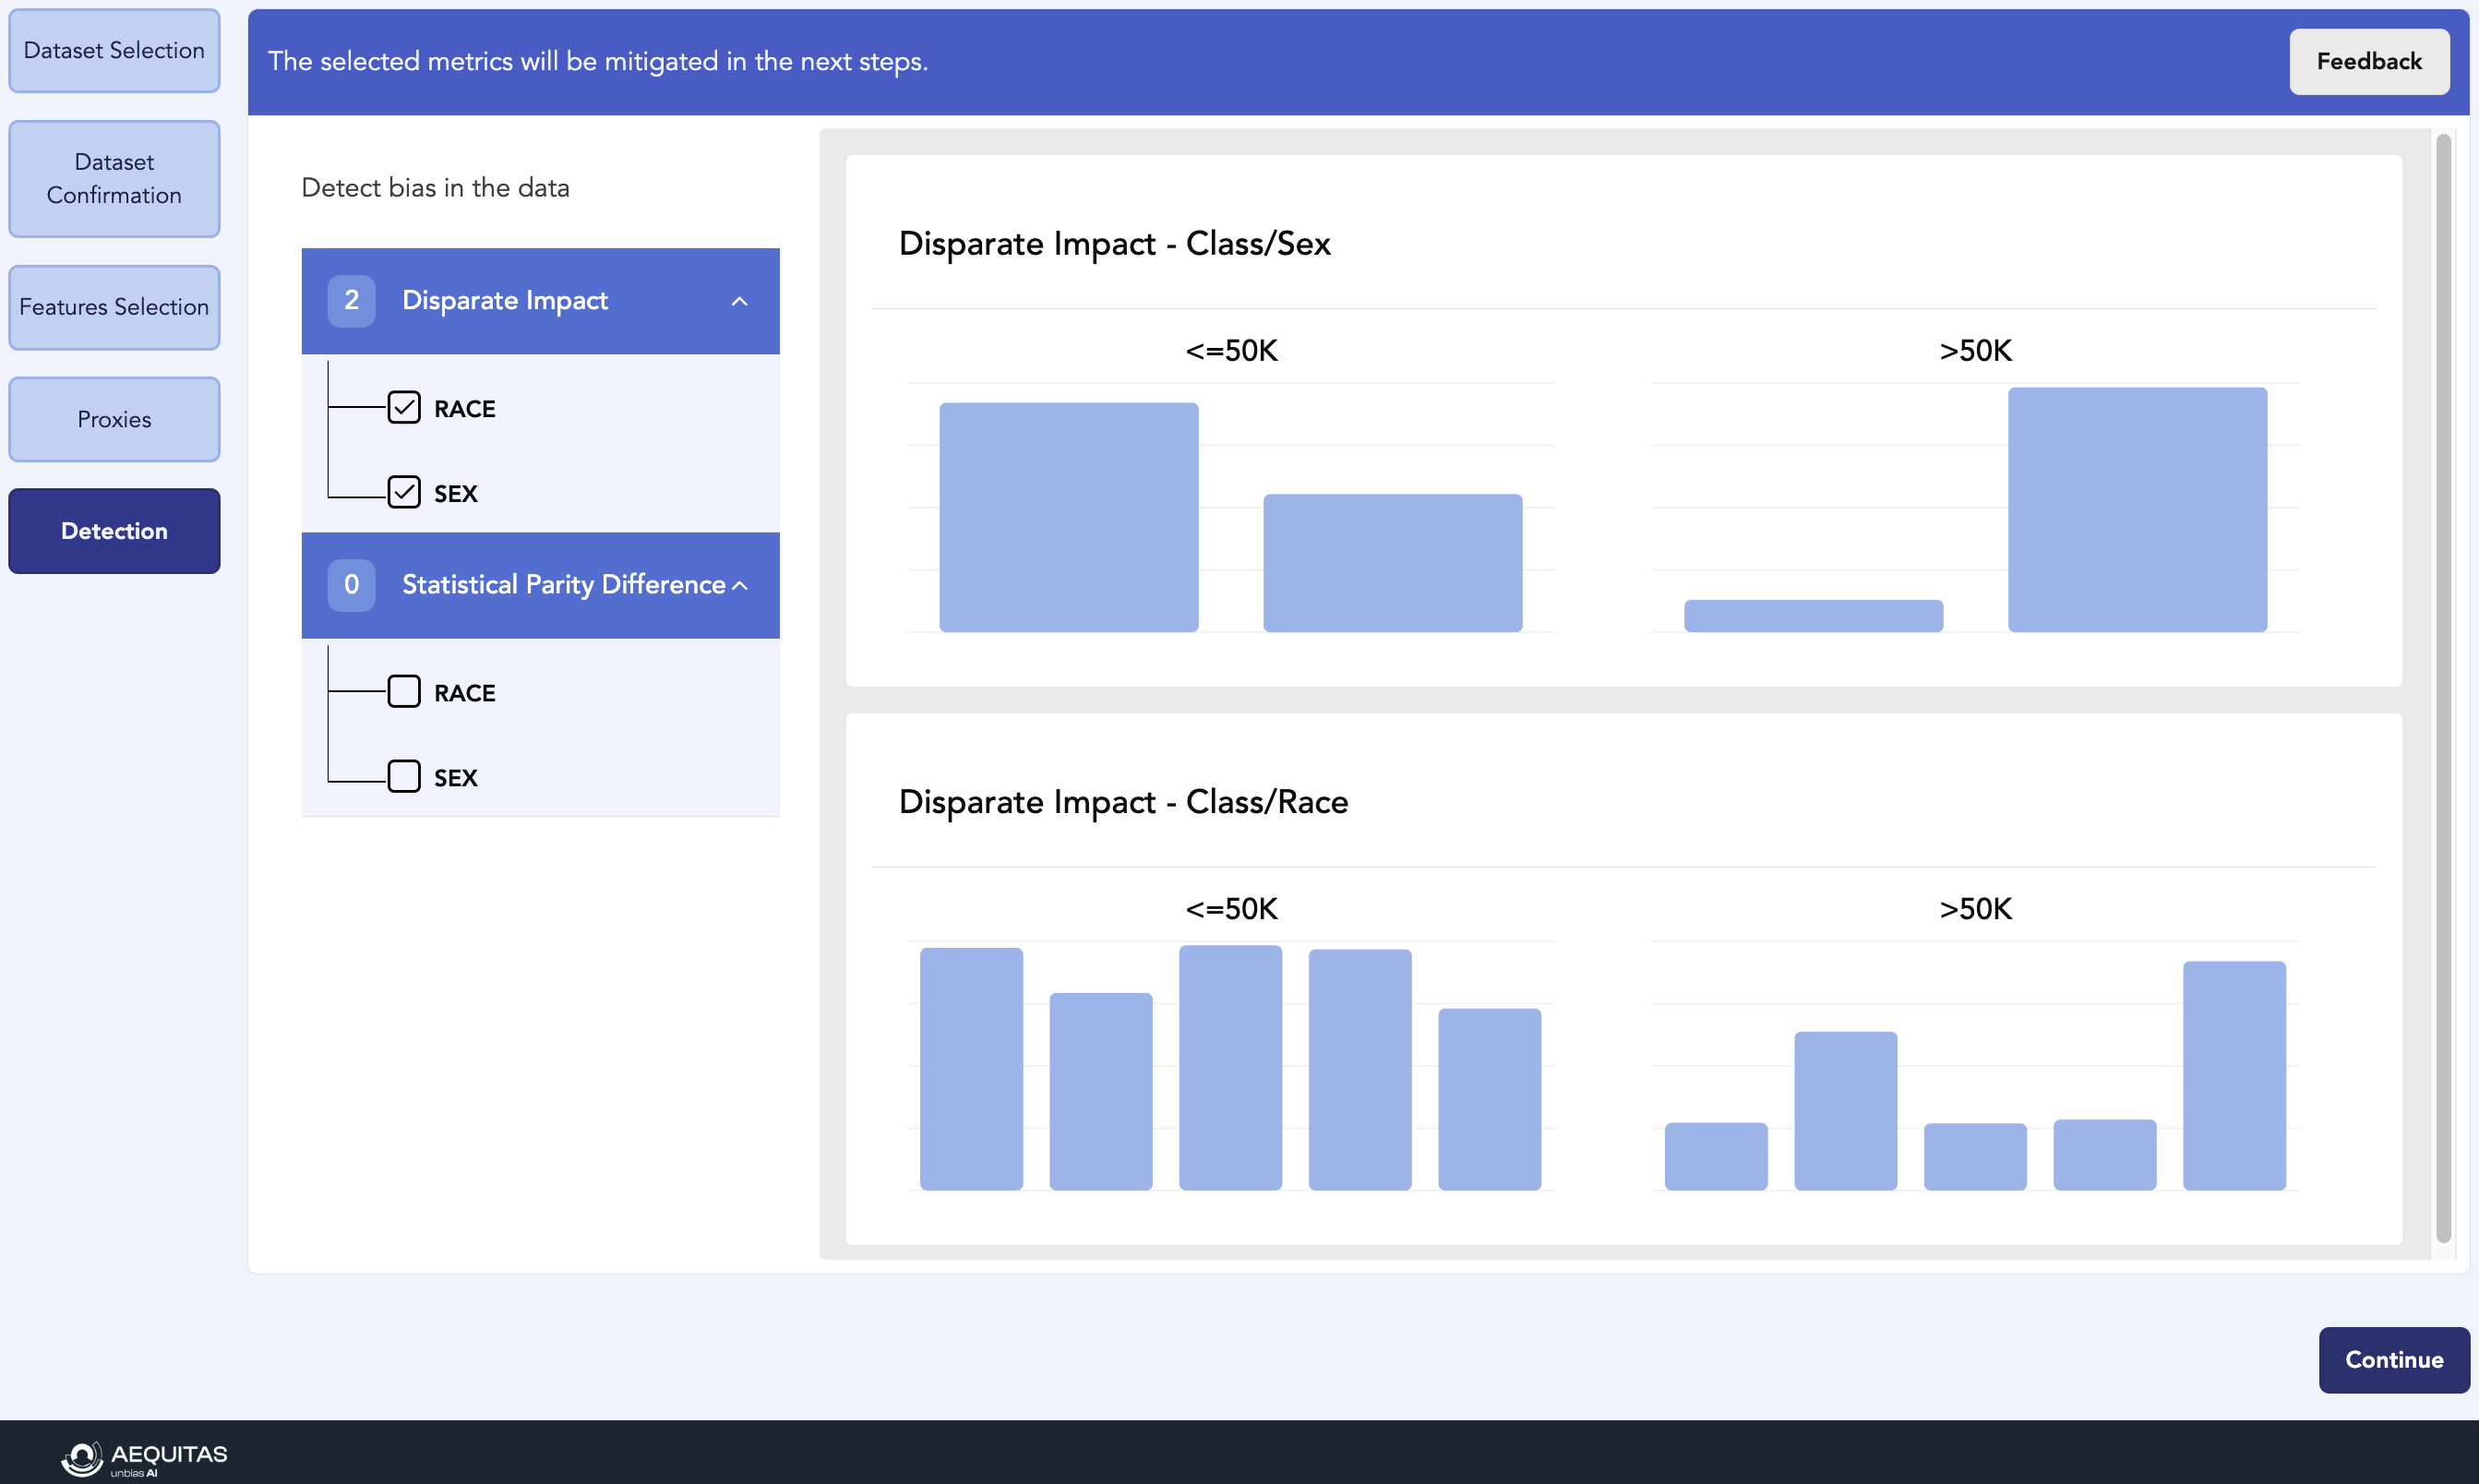 Dataset Selection
Dataset
Confirmation
Features Selection
Proxies
Detection
The selected metrics will be mitigated in the next steps.
Feedback
Detect bias in the data
2 Disparate Impact
RACE
SEX
0 Statistical Parity Difference
RACE
SEX
Disparate Impact - Class/Sex
<=50K
>50K
Disparate Impact - Class/Race
<=50K
>50K
Continue
AEQUITAS
unbias AI